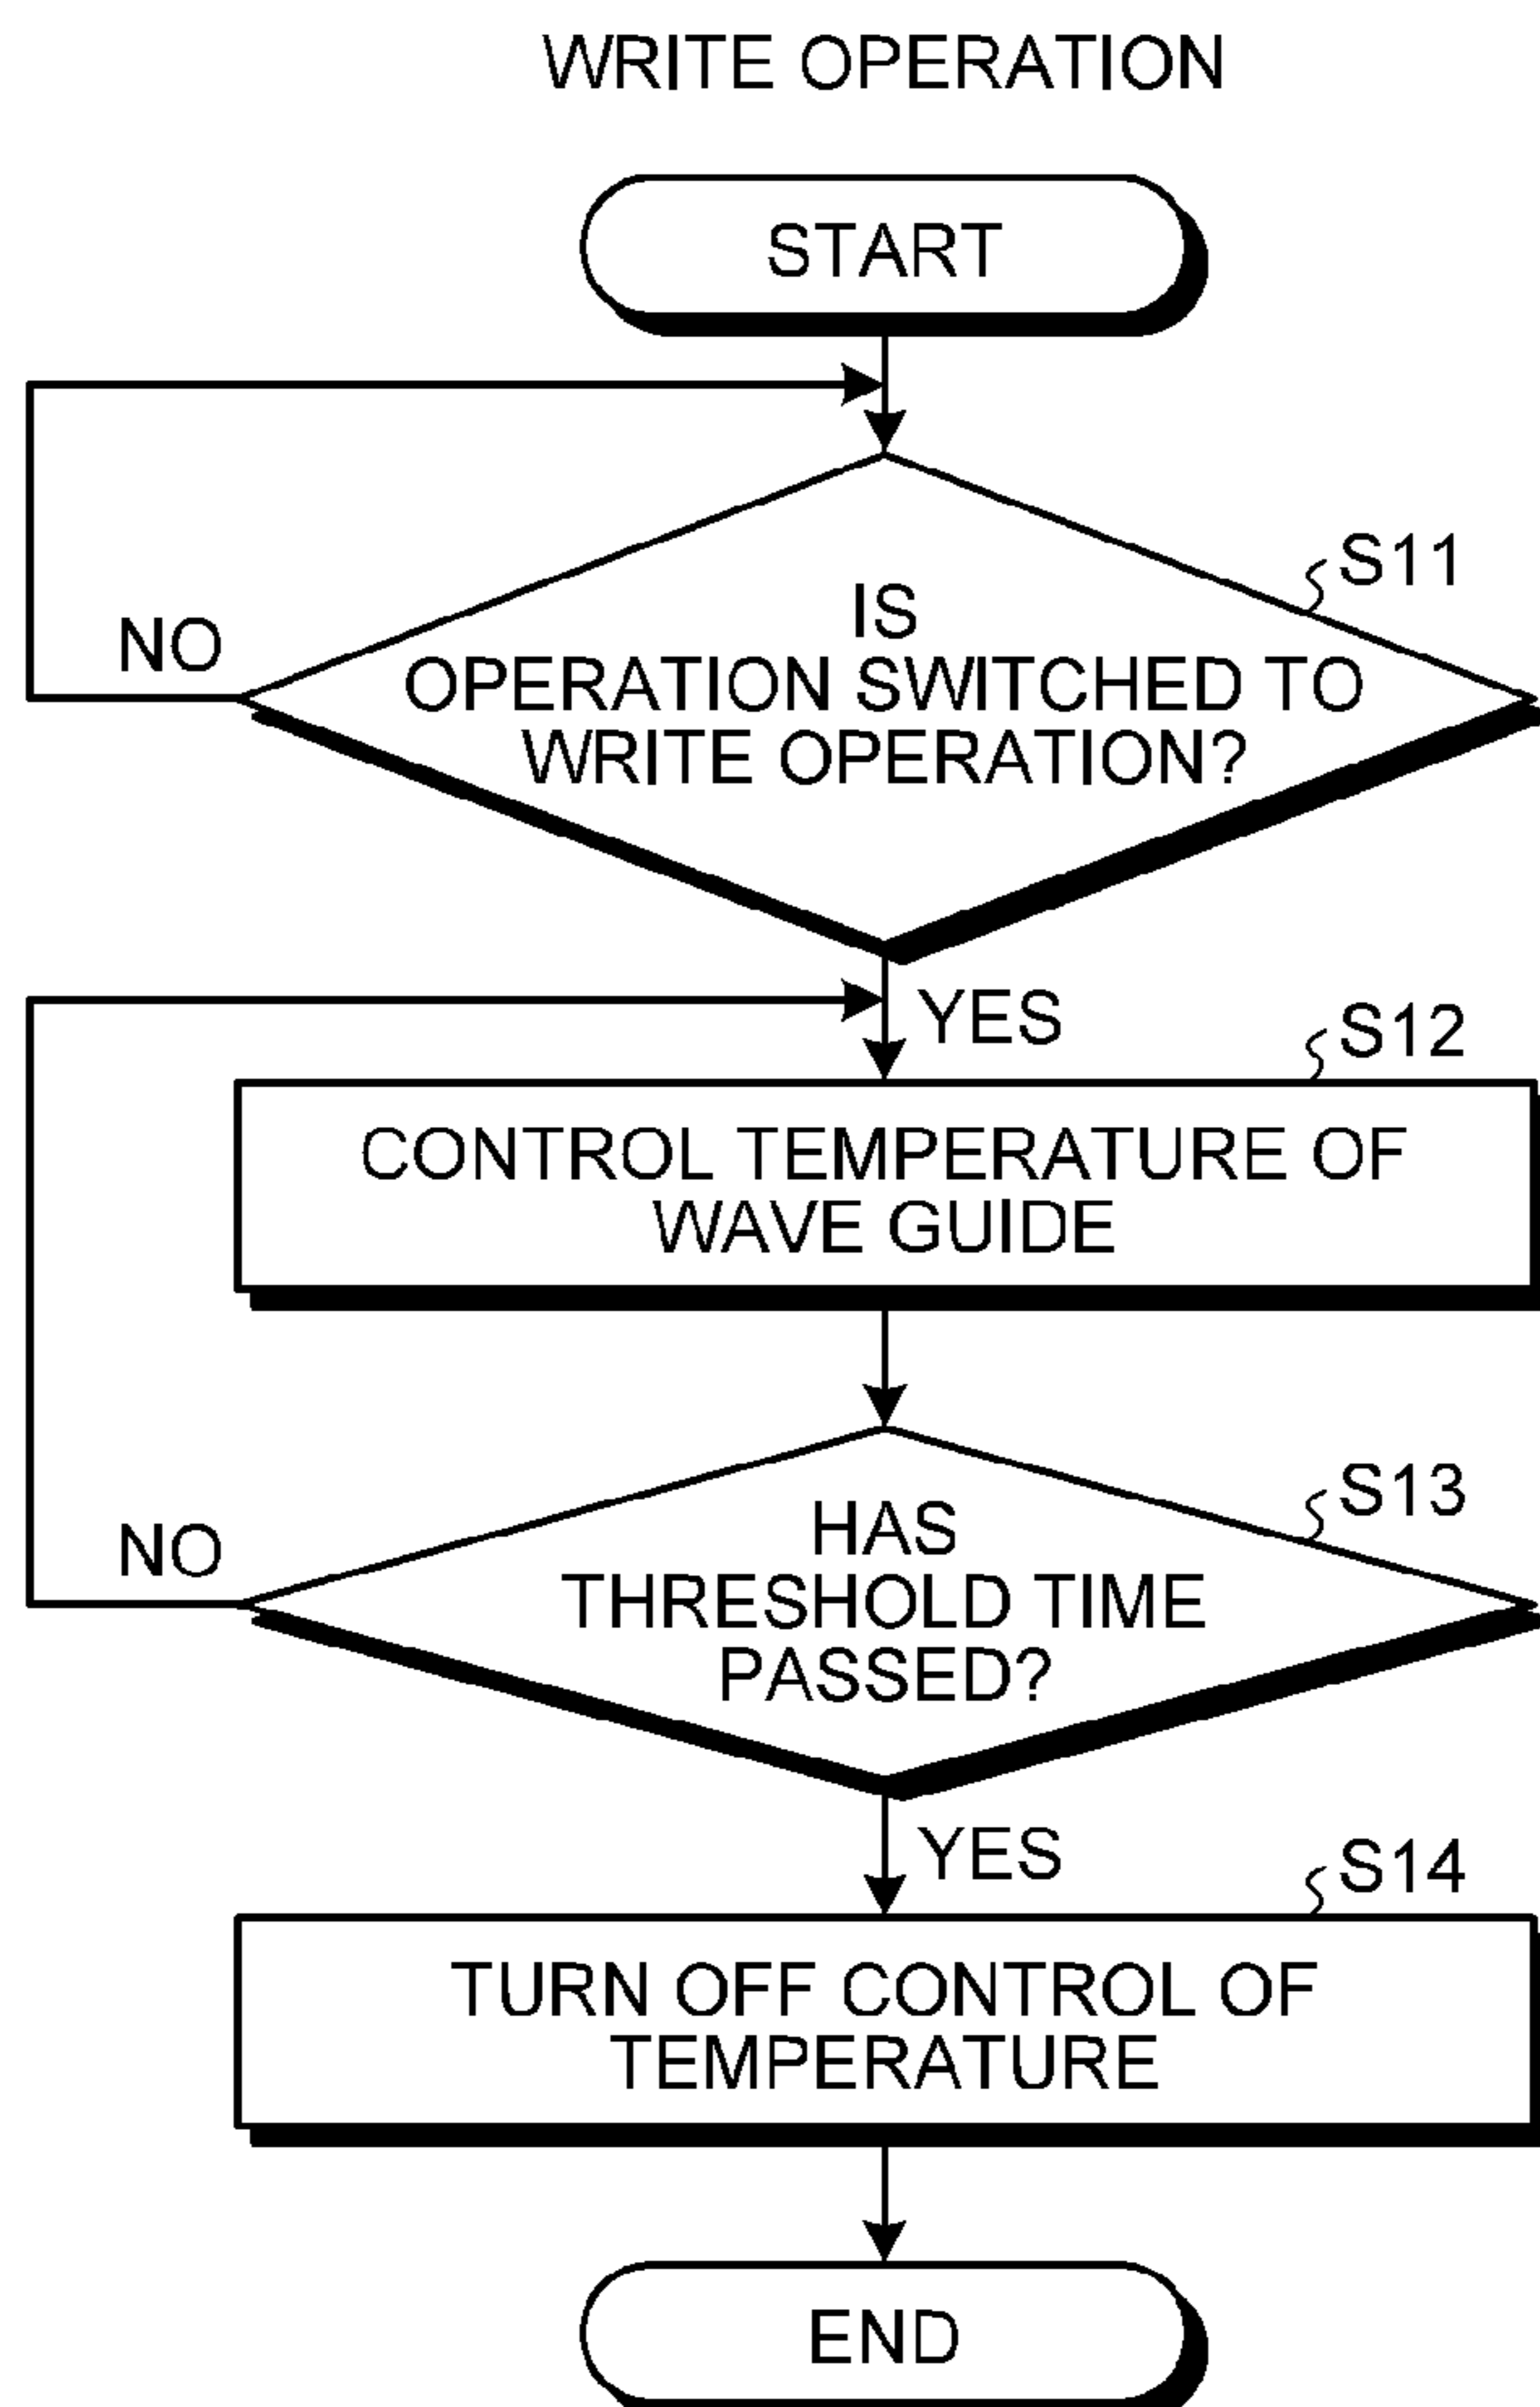 WRITE OPERATION
START
S11
IS
OPERATION SWITCHED TO
WRITE OPERATION?
NO
YES
S12
CONTROL TEMPERATURE OF
WAVE GUIDE
S13
HAS
THRESHOLD TIME
PASSED?
NO
YES
S14
TURN OFF CONTROL OF
TEMPERATURE
END